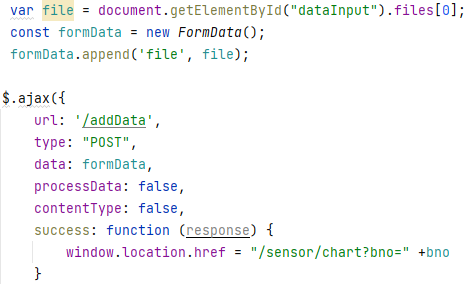 var file = document.getElementById("dataInput").files[0];
const formData = new FormData();
formData.append('file', file);
$.ajax({
url: '/addData',
type: "POST",
data: formData,
processData: false,
contentType: false,
success: function (response) {
window.location.href = "/sensor/chart?bno=" +bno
}